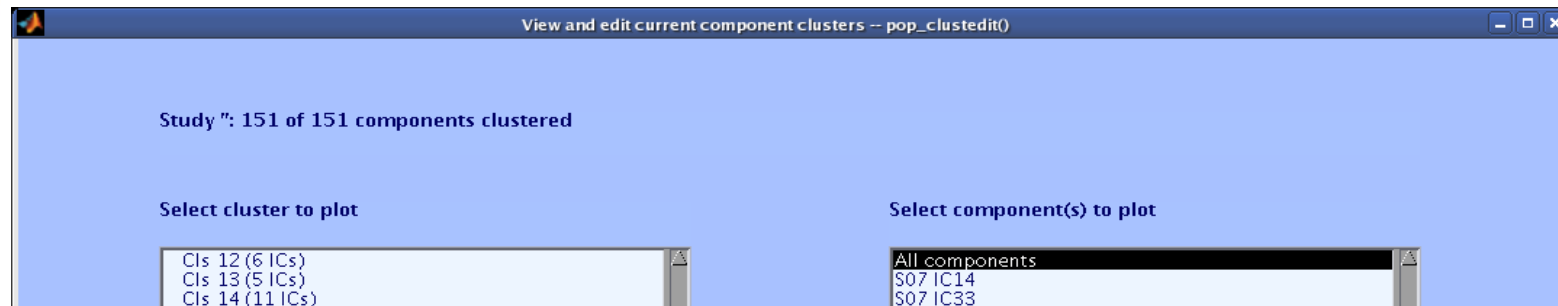 View and edit current component clusters -- pop_clustedit()
Study '': 151 of 151 components clustered
Select cluster to plot
Select component(s) to plot
Cls 12 (6 ICs)
Cls 13 (5 ICs)
Cls 14 (11 ICs)
All components
S07 IC14
S07 IC33